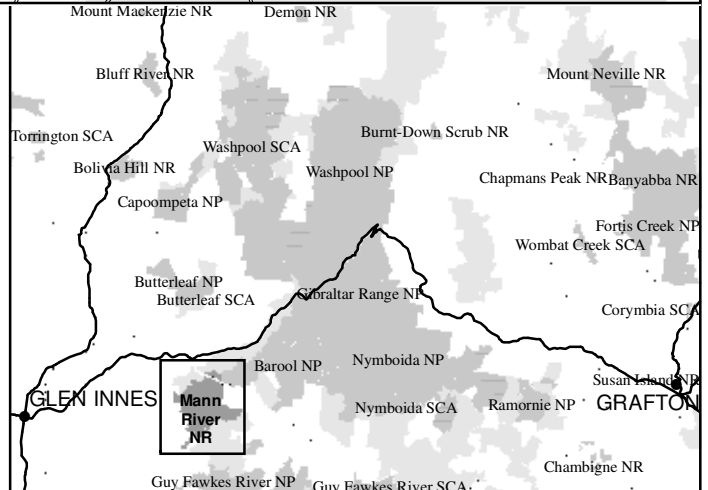 Mount Mackenzie NR
Demon NR
Bluff River NR
Mount Neville NR
Torrington SCA
Burnt-Down Scrub NR
Washpool SCA
Bolivia Hill NR
Washpool NP
Chapmans Peak NR
Banyabba NR
Capoompeta NP
Fortis Creek NP
Wombat Creek SCA
Butterleaf NP
Butterleaf SCA
Gibraltar Range NP
Corymbia SCA
Barool NP
Nymboida NP
Susan Island NR
GLEN INNES
Mann
River
NR
Nymboida SCA
Ramornie NP
GRAFTON
Chambigne NR
Guy Fawkes River NP
Guy Fawkes River SCA